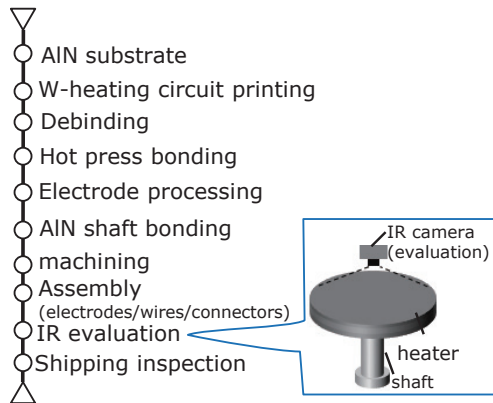 AlN substrate
W-heating circuit printing
Debinding
Hot press bonding
Electrode processing
AlN shaft bonding
machining
Assembly
(electrodes/wires/connectors)
IR evaluation
Shipping inspection
IR camera
(evaluation)
heater
shaft